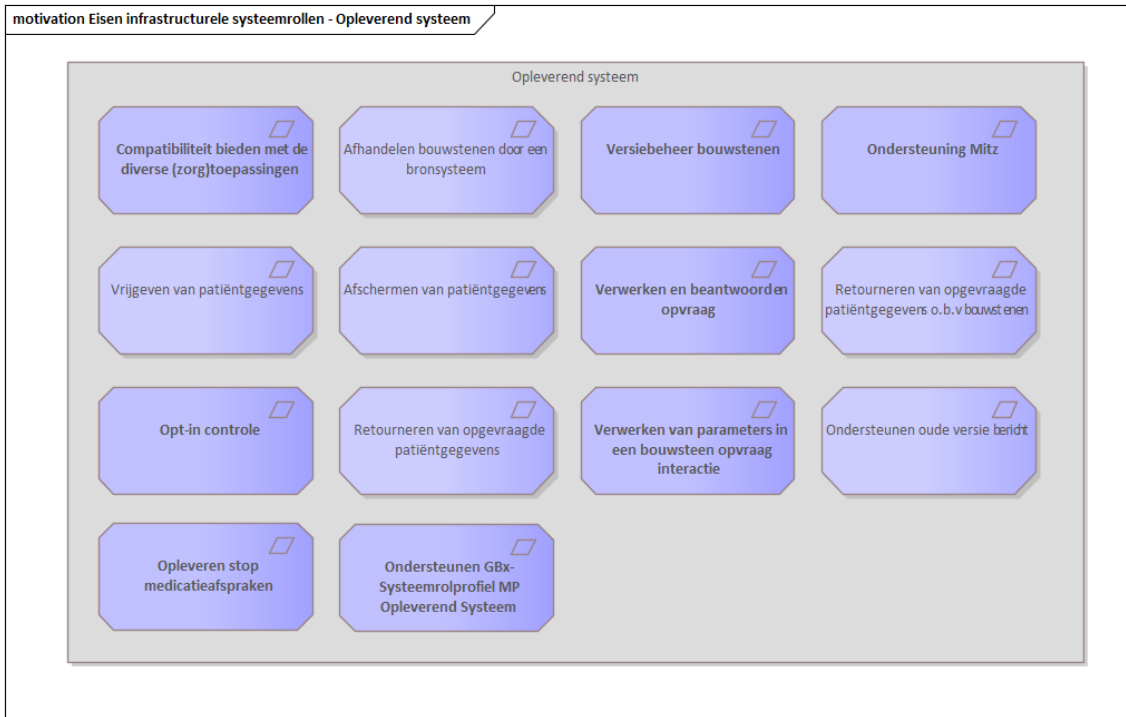 motivation Eisen infrastructurele systeemrollen - Opleverend systeem
Opleverend systeem
Compatibiliteit bieden met de
diverse (zorg)toepassingen
Afhandelen bouwstenen door een
bronsysteem
Versiebeheer bouwstenen
Ondersteuning Mitz
Vrijgeven van patiëntgegevens
Afschermen van patiëntgegevens
Verwerken en beantwoorden
opvraag
Retourneren van opgevraagde
patiëntgegevens o.b.v bouwstenen
Opt-in controle
Retourneren van opgevraagde
patiëntgegevens
Verwerken van parameters in
een bouwsteen opvraag
interactie
Ondersteunen oude versie bericht
Opleveren stop
medicatieafspraken
Ondersteunen GBx-
Systeemrolprofiel MP
Opleverend Systeem